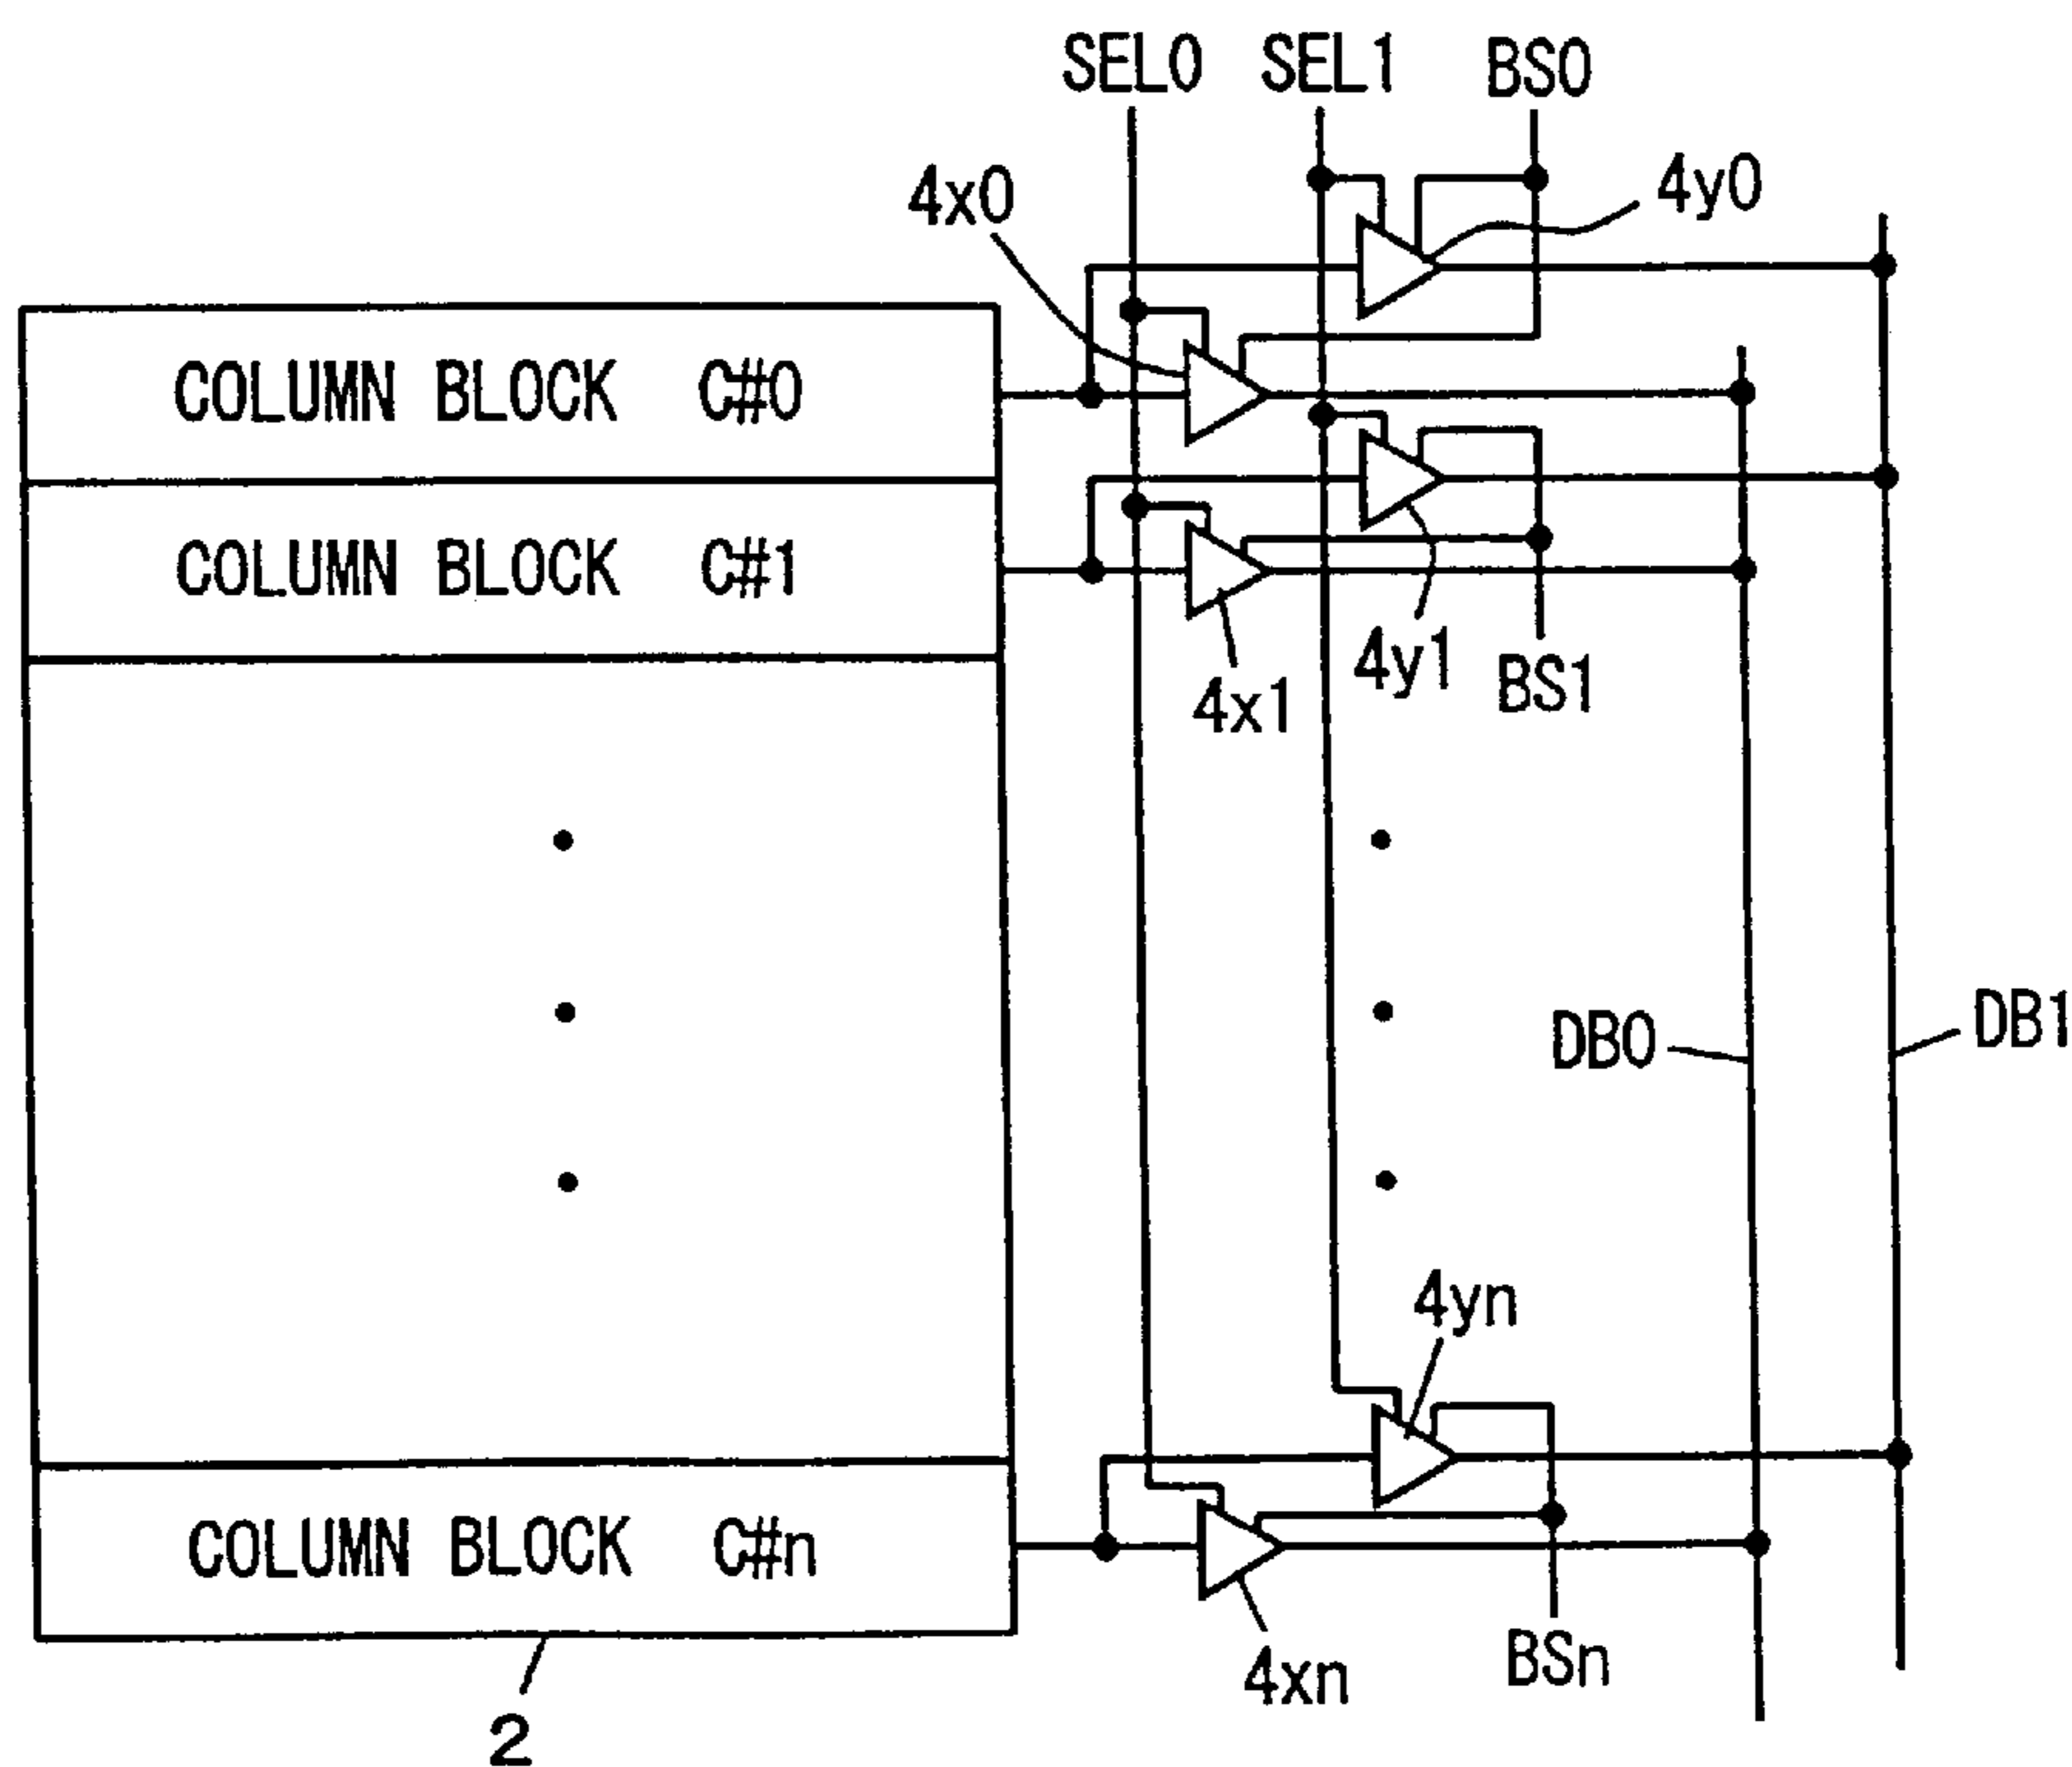 SEL0 SEL1 BS0
4x0 4y0
COLUMN BLOCK C#0
COLUMN BLOCK C#1
4x1 4y1 BS1
DB0 DB1
4yn
COLUMN BLOCK C#n
4xn BSn
2